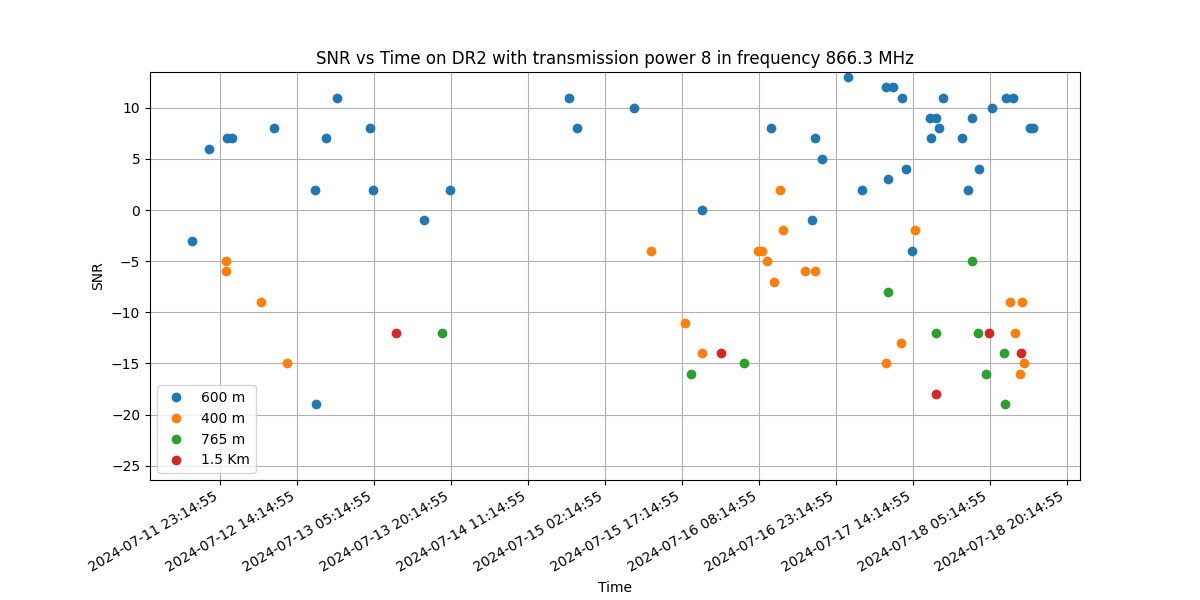 SNR vs Time on DR2 with transmission power 8 in frequency 866.3 MHz
SNR
10
5
0
−5
−10
−15
−20
−25
600 m
400 m
765 m
1.5 Km
2024-07-11 23:14:55
2024-07-12 14:14:55
2024-07-13 05:14:55
2024-07-13 20:14:55
2024-07-14 11:14:55
2024-07-15 02:14:55
2024-07-15 17:14:55
2024-07-16 08:14:55
2024-07-16 23:14:55
2024-07-17 14:14:55
2024-07-18 05:14:55
2024-07-18 20:14:55
Time